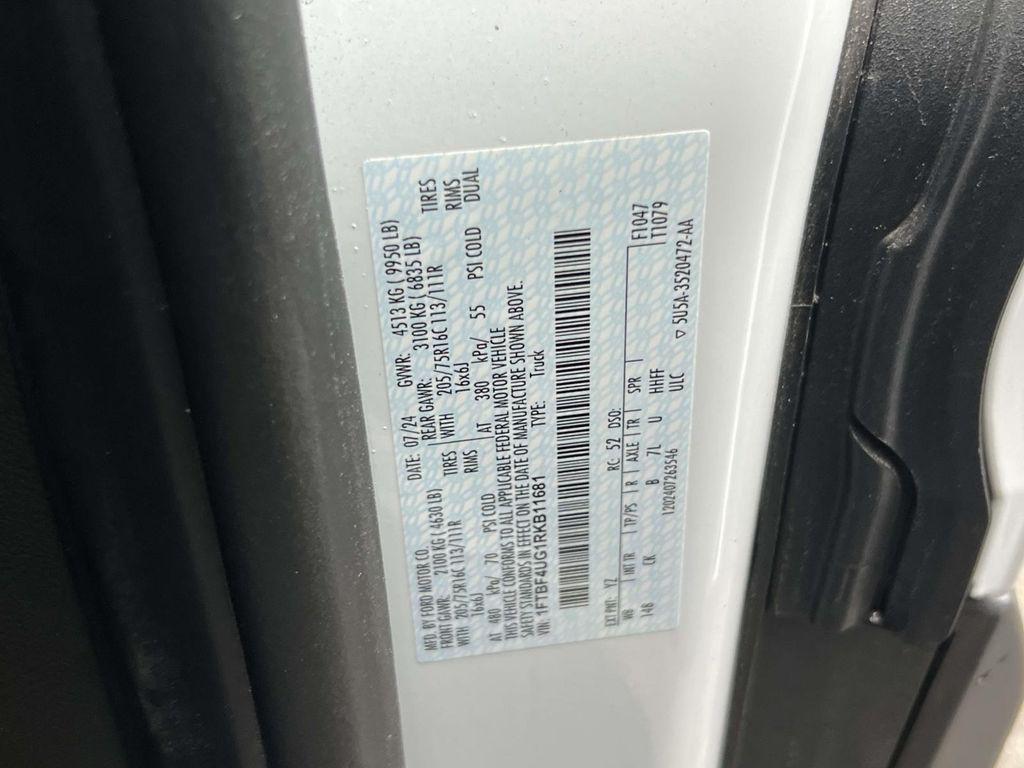 MFD. BY FORD MOTOR CO. DATE: 07/24 GVWR: 4513 KG ( 9950 LB)
FRONT GAWR: 2100 KG ( 4630 LB) REAR GAWR: 3100 KG ( 6835 LB)
WITH 205/75R16C 113/111R TIRES WITH 205/75R16C 113/111R TIRES
16x6J RIMS 16x6J RIMS
AT 480 kPa/ 70 PSI COLD AT 380 kPa/ 55 PSI COLD DUAL
THIS VEHICLE CONFORMS TO ALL APPLICABLE FEDERAL MOTOR VEHICLE
SAFETY STANDARDS IN EFFECT ON THE DATE OF MANUFACTURE SHOWN ABOVE.
VIN: 1FTBF4UG1RKB11681 TYPE: Truck
EXT PNT: YZ RC: 52 DSO: F1047
WB INT TR TP/PS R AXLE TR SPR T1079
148 CK B 7L U HHFF
120240726354​6 ULC
5U5A-3520472-AA